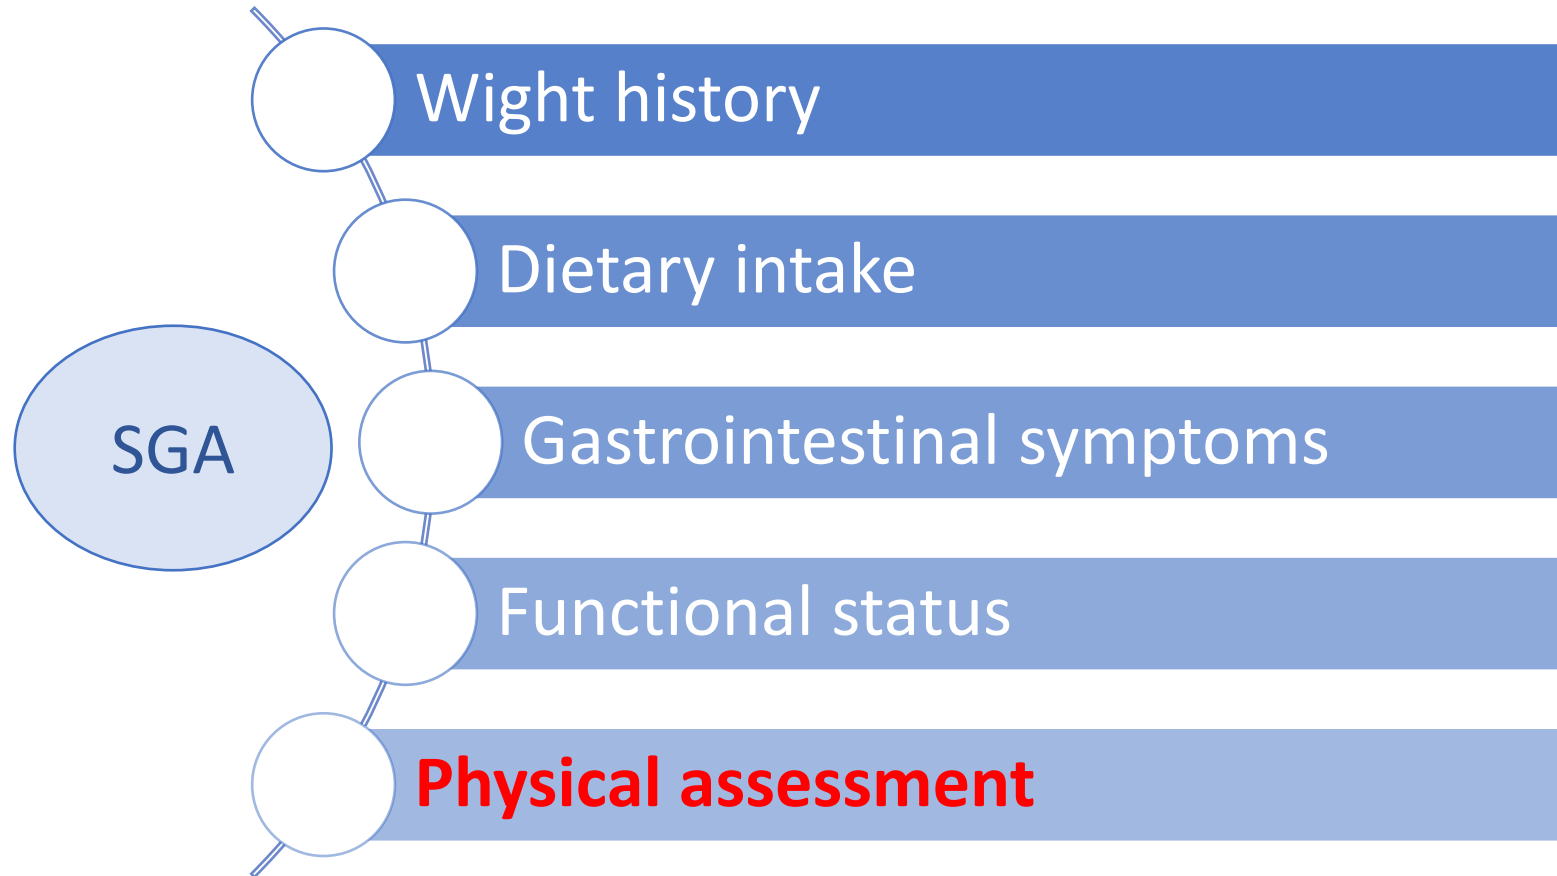 Wight history
Dietary intake
SGA
Gastrointestinal symptoms
Functional status
Physical assessment